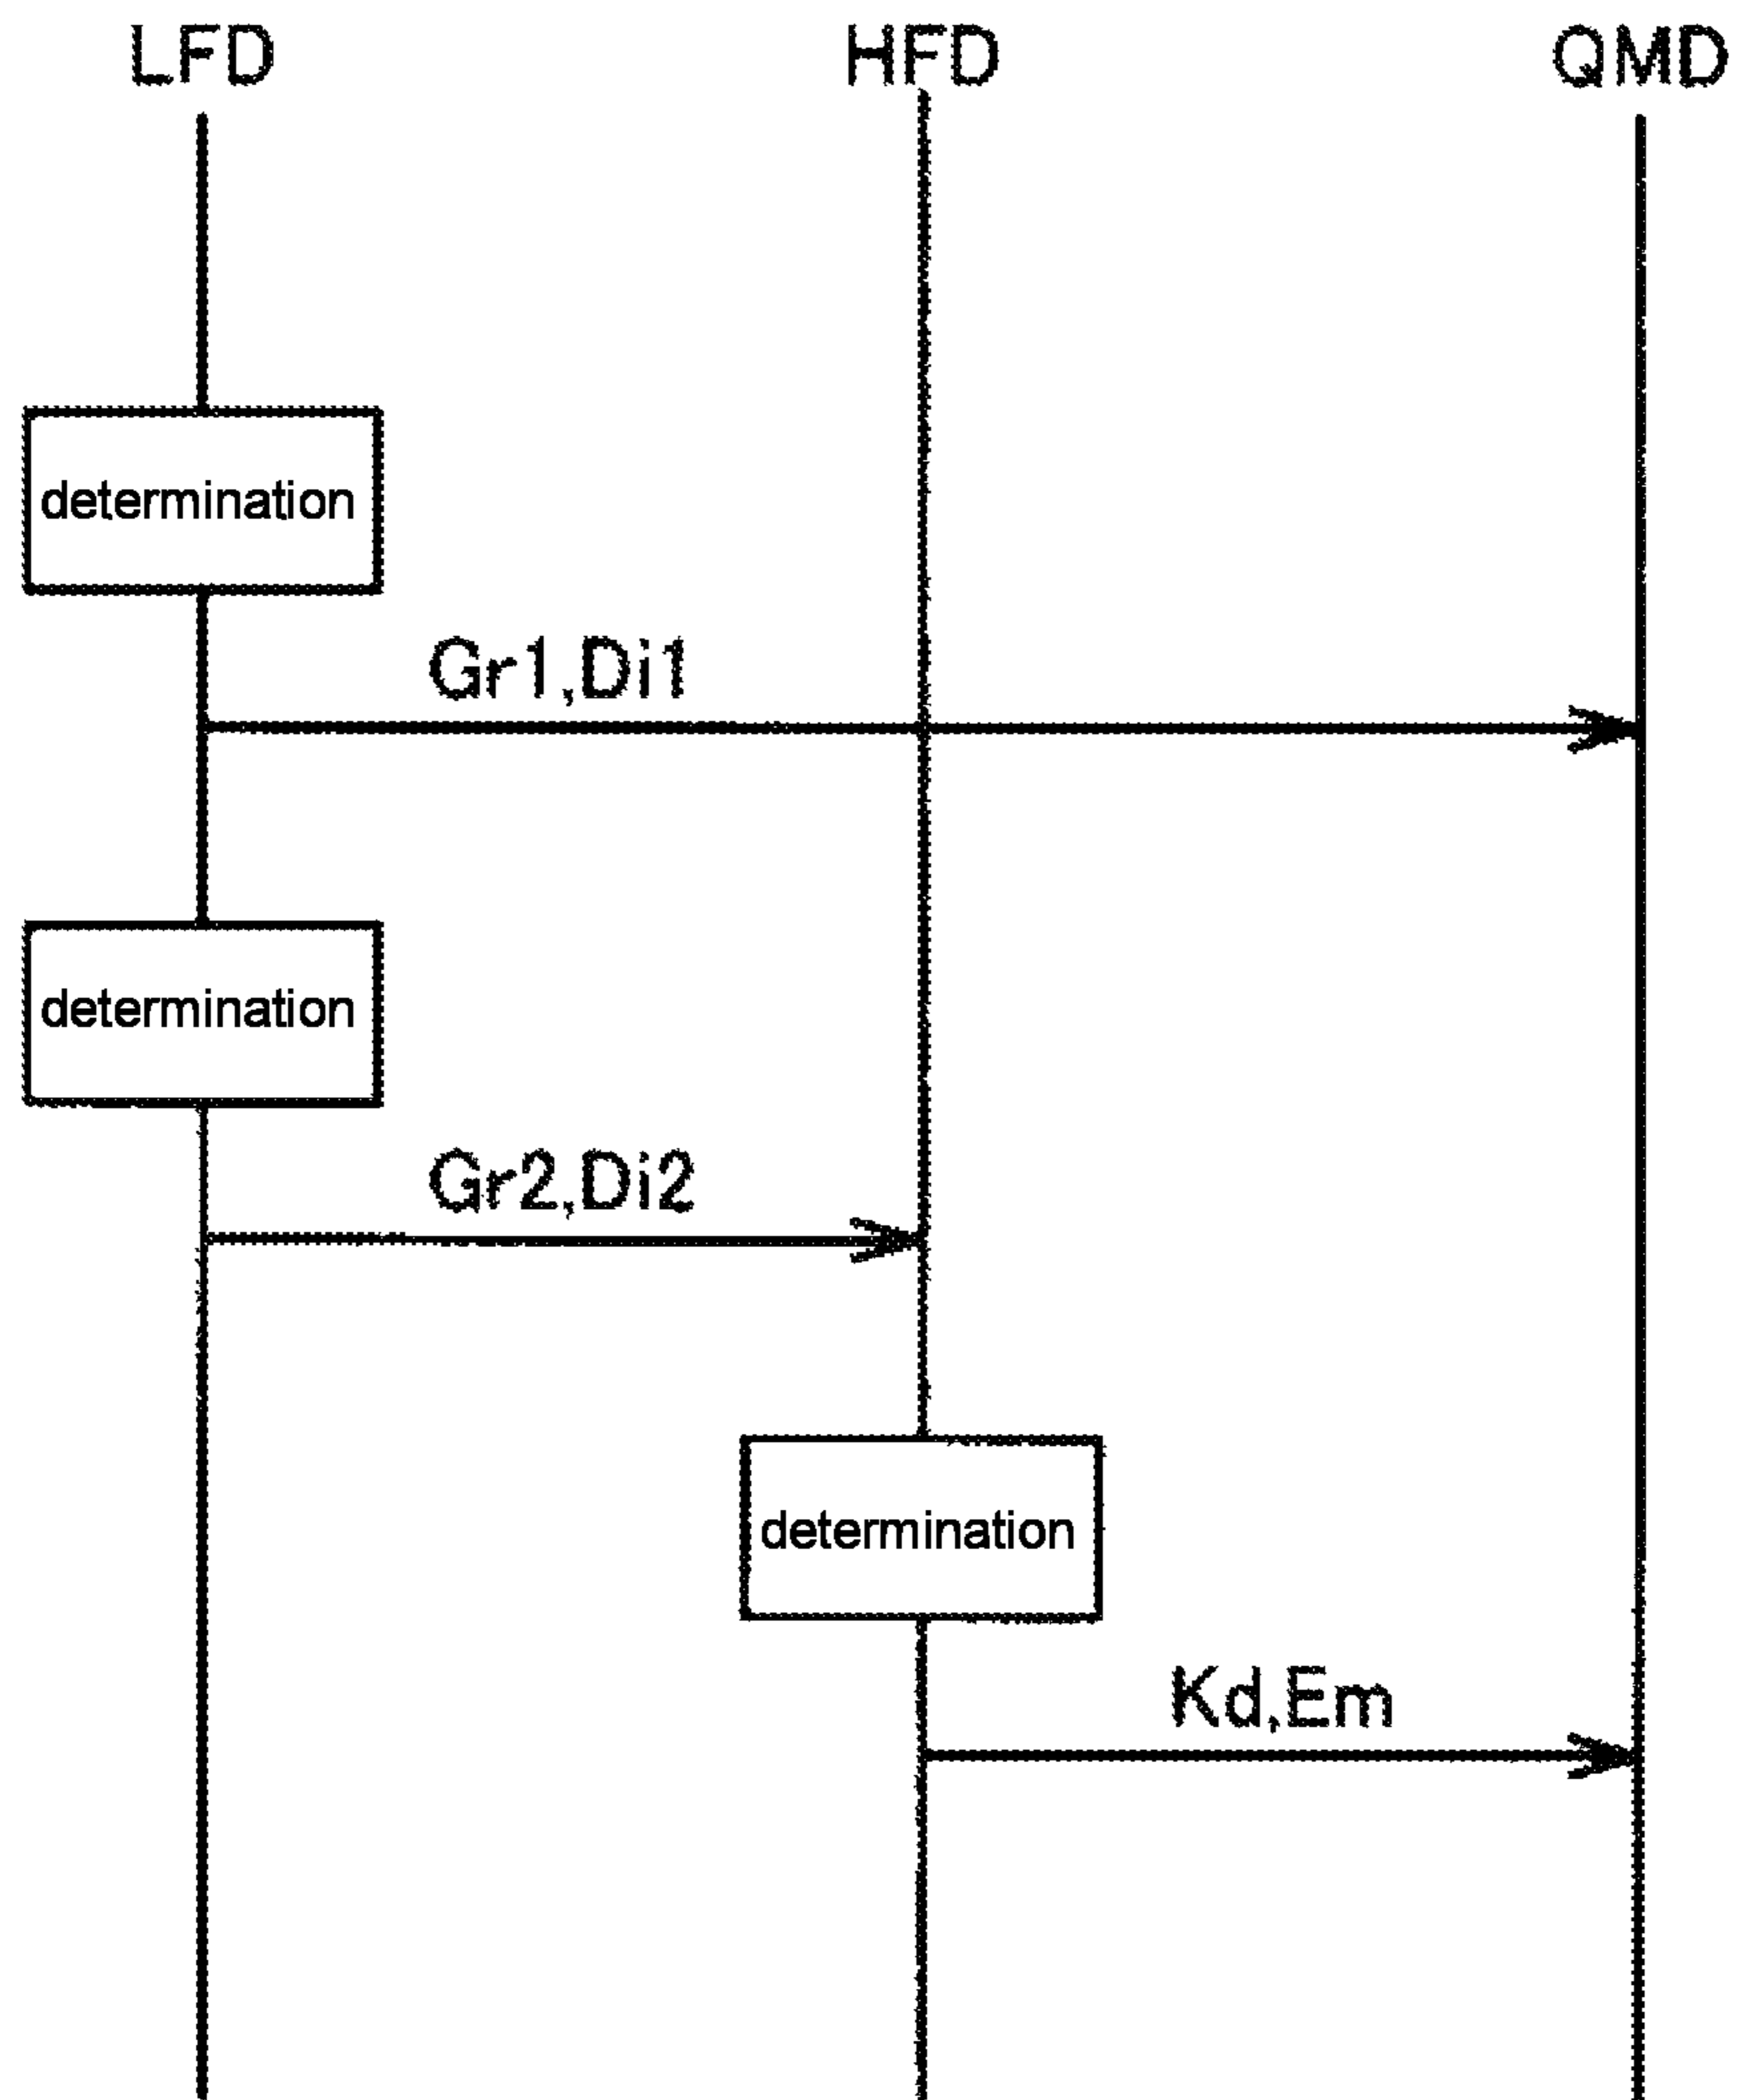 LFD HFD QMD
determination
Gr1,Di1
determination
Gr2,Di2
determination
Kd,Em